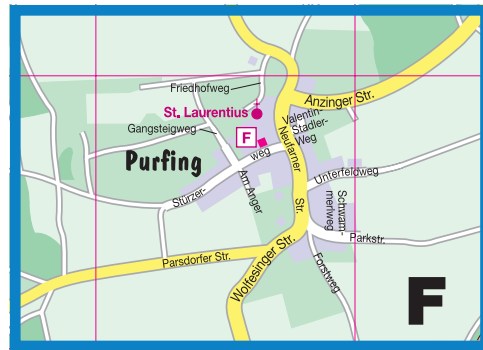 Friedhofweg
Anzinger Str.
St. Laurentius
Valentin-
Stadler-
Weg
Gangsteigweg
F
Neufarner
Str.
Purfing
Stürzer-
weg
Am Anger
Unterfeldweg
Schwam-
merlweg
Parkstr.
Parsdorfer Str.
Wolfesinger Str.
Forstweg
F